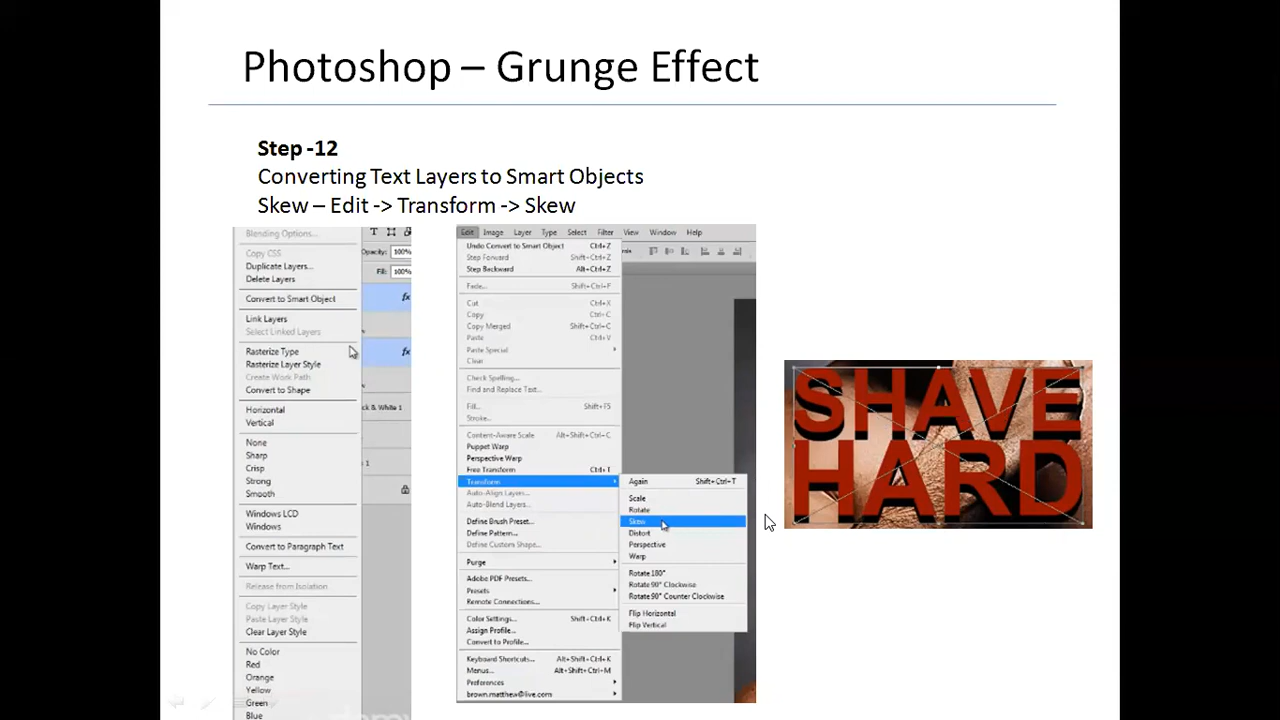 Photoshop – Grunge Effect
Step -12
Converting Text Layers to Smart Objects
Skew – Edit -> Transform -> Skew
Blending Options...
Copy CSS
Duplicate Layers...
Delete Layers
Convert to Smart Object
Link Layers
Select Linked Layers
Rasterize Type
Rasterize Layer Style
Create Work Path
Convert to Shape
Horizontal
Vertical
None
Sharp
Crisp
Strong
Smooth
Windows LCD
Windows
Convert to Paragraph Text
Warp Text...
Release from Isolation
Copy Layer Style
Paste Layer Style
Clear Layer Style
No Color
Red
Orange
Yellow
Green
Blue
Opacity: 100%
Fill: 100%
fx
fx
ck & White 1
1
Edit Image Layer Type Select Filter View Window Help
Undo Convert to Smart Object Ctrl+Z
Step Forward Shift+Ctrl+Z
Step Backward Alt+Ctrl+Z
Fade... Shift+Ctrl+F
Cut Ctrl+X
Copy Ctrl+C
Copy Merged Shift+Ctrl+C
Paste Ctrl+V
Paste Special
Clear
Check Spelling...
Find and Replace Text...
Fill... Shift+F5
Stroke...
Content-Aware Scale Alt+Shift+Ctrl+C
Puppet Warp
Perspective Warp
Free Transform Ctrl+T
Transform
Auto-Align Layers...
Auto-Blend Layers...
Define Brush Preset...
Define Pattern...
Define Custom Shape...
Purge
Adobe PDF Presets...
Presets
Remote Connections...
Color Settings... Shift+Ctrl+K
Assign Profile...
Convert to Profile...
Keyboard Shortcuts... Alt+Shift+Ctrl+K
Menus... Alt+Shift+Ctrl+M
Preferences
brown.matthew@live.com
Again Shift+Ctrl+T
Scale
Rotate
Skew
Distort
Perspective
Warp
Rotate 180°
Rotate 90° Clockwise
Rotate 90° Counter Clockwise
Flip Horizontal
Flip Vertical
SHAVE
HARD